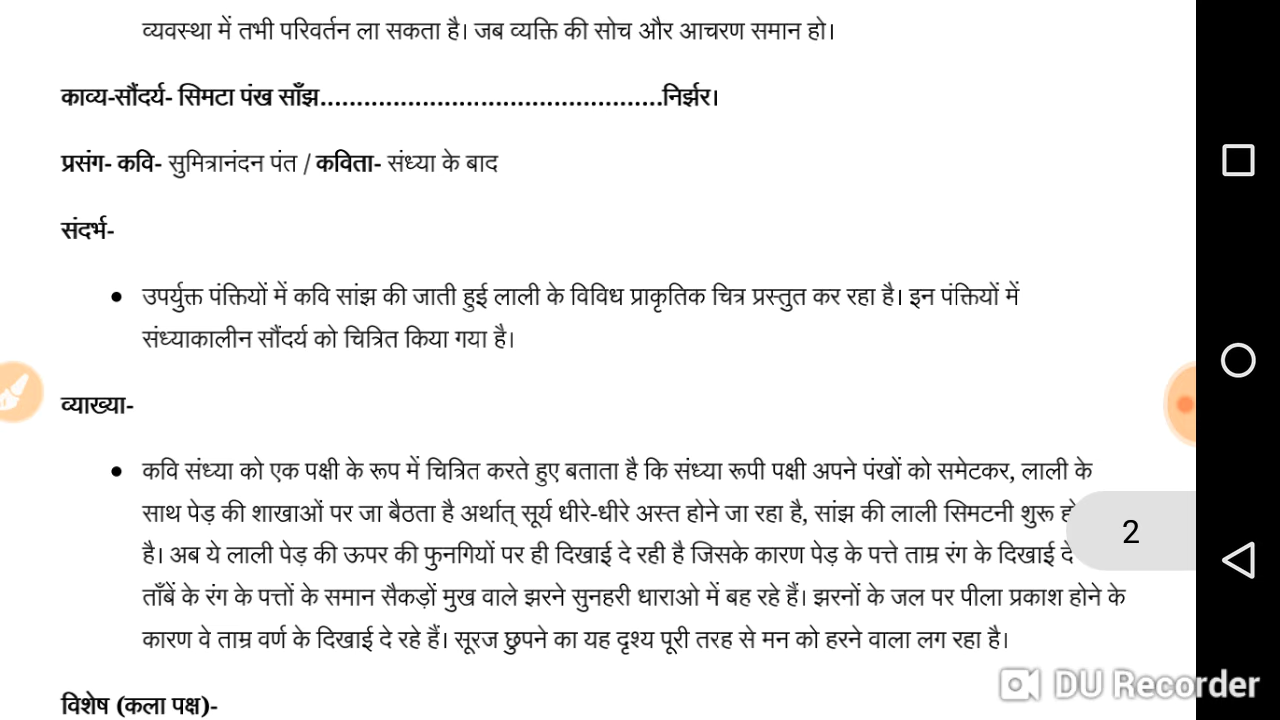 व्यवस्था में तभी परिवर्तन ला सकता है। जब व्यक्ति की सोच और आचरण समान हो।
काव्य-सौंदर्य- सिमटा पंख साँझ..............................................निर्झर।
प्रसंग- कवि- सुमित्रानंदन पंत / कविता- संध्या के बाद
संदर्भ-
उपर्युक्त पंक्तियों में कवि सांझ की जाती हुई लाली के विविध प्राकृतिक चित्र प्रस्तुत कर रहा है। इन पंक्तियों में
संध्याकालीन सौंदर्य को चित्रित किया गया है।
व्याख्या-
कवि संध्या को एक पक्षी के रूप में चित्रित करते हुए बताता है कि संध्या रूपी पक्षी अपने पंखों को समेटकर, लाली के
साथ पेड़ की शाखाओं पर जा बैठता है अर्थात् सूर्य धीरे-धीरे अस्त होने जा रहा है, सांझ की लाली सिमटनी शुरू
है। अब ये लाली पेड़ की ऊपर की फुनगियों पर ही दिखाई दे रही है जिसके कारण पेड़ के पत्ते ताम्र रंग के दिखाई दे
ताँबें के रंग के पत्तों के समान सैकड़ों मुख वाले झरने सुनहरी धाराओ में बह रहे हैं। झरनों के जल पर पीला प्रकाश होने के
कारण वे ताम्र वर्ण के दिखाई दे रहे हैं। सूरज छुपने का यह दृश्य पूरी तरह से मन को हरने वाला लग रहा है।
विशेष (कला पक्ष)-
2
DU Recorder